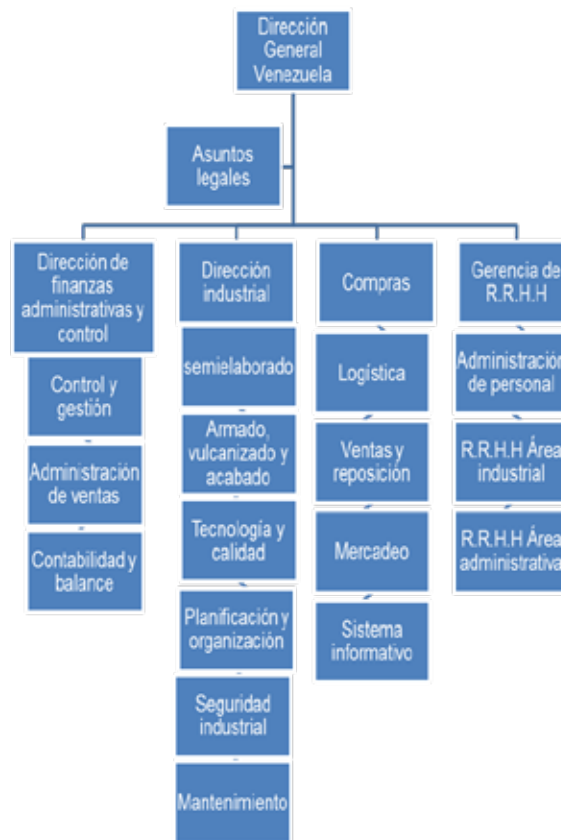 Dirección
General
Venezuela
Asuntos
legales
Dirección de
finanzas
administrativas y
control
Control y
gestión
Administración
de ventas
Contabilidad y
balance
Dirección
industrial
semielaborado
Armado,
vulcanizado y
acabado
Tecnología y
calidad
Planificación y
organización
Seguridad
industrial
Mantenimiento
Compras
Logística
Ventas y
reposición
Mercadeo
Sistema
informativo
Gerencia de
R.R.H.H
Administración
de personal
R.R.H.H Área
industrial
R.R.H.H Área
administrativa